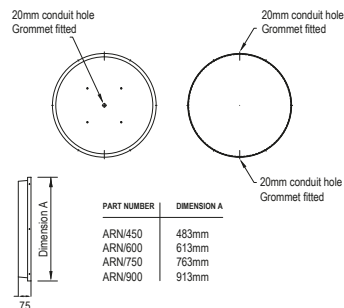 20mm conduit hole
Grommet fitted
20mm conduit hole
Grommet fitted
20mm conduit hole
Grommet fitted
Dimension A
75
PART NUMBER DIMENSION A
ARN/450 483mm
ARN/600 613mm
ARN/750 763mm
ARN/900 913mm